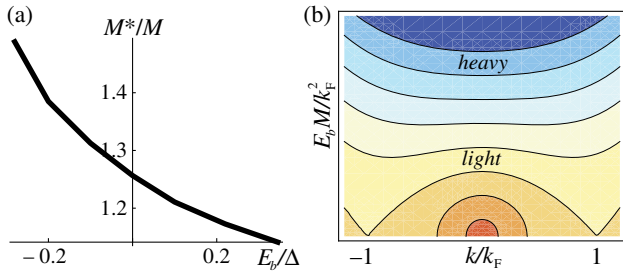 (a)
M*/M
1.4
1.3
1.2
−0.2
0.2
E_b/Δ
(b)
E_bM/k_F^2
heavy
light
−1
k/k_F
1